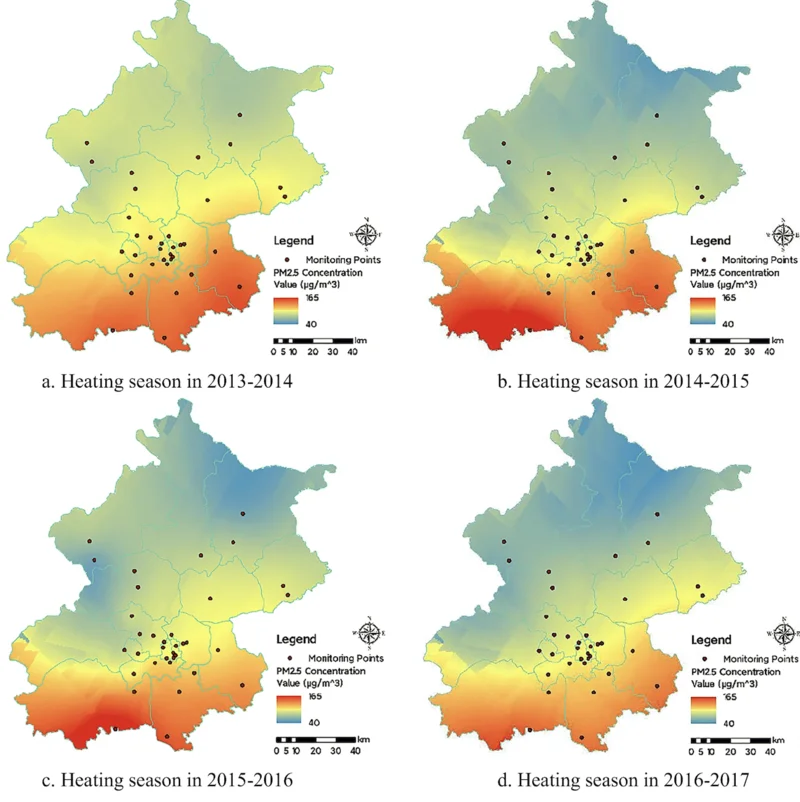 N
W E
S
Legend
Monitoring Points
PM2.5 Concentration
Value (μg/m^3)
165
40
km
0 5 10 20 30 40
a. Heating season in 2013-2014
N
W E
S
Legend
Monitoring Points
PM2.5 Concentration
Value (μg/m^3)
165
40
km
0 5 10 20 30 40
b. Heating season in 2014-2015
N
W E
S
Legend
Monitoring Points
PM2.5 Concentration
Value (μg/m^3)
165
40
km
0 5 10 20 30 40
c. Heating season in 2015-2016
N
W E
S
Legend
Monitoring Points
PM2.5 Concentration
Value (μg/m^3)
165
40
km
0 5 10 20 30 40
d. Heating season in 2016-2017